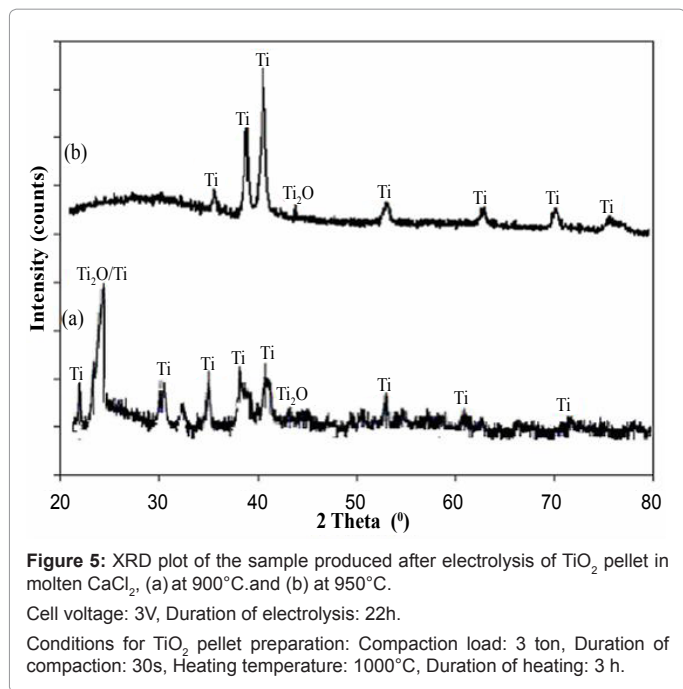 Ti
Ti
(b)
Ti
Ti₂O
Ti
Ti
Ti
Ti
Intensity (counts)
Ti₂O/Ti
(a)
Ti
Ti
Ti
Ti
Ti
Ti₂O
Ti
Ti
Ti
20 30 40 50 60 70 80
2 Theta (⁰)
Figure 5: XRD plot of the sample produced after electrolysis of TiO₂ pellet in
molten CaCl₂, (a) at 900°C.and (b) at 950°C.
Cell voltage: 3V, Duration of electrolysis: 22h.
Conditions for TiO₂ pellet preparation: Compaction load: 3 ton, Duration of
compaction: 30s, Heating temperature: 1000°C, Duration of heating: 3 h.